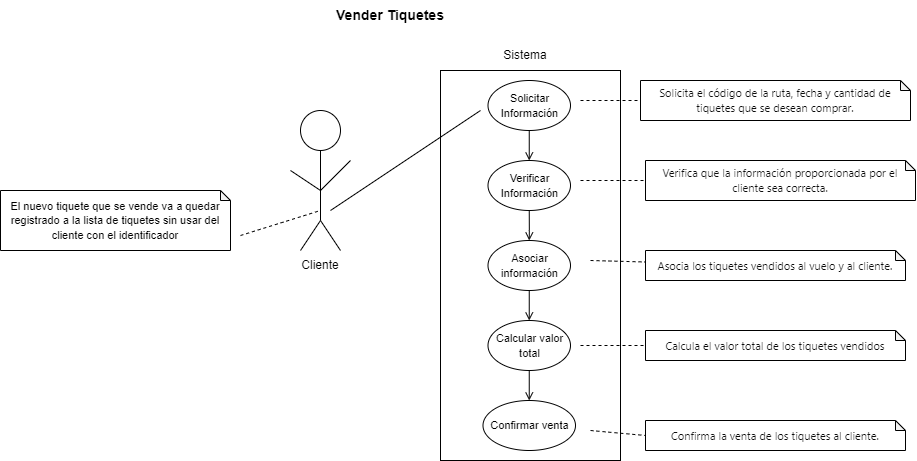 Vender Tiquetes
Sistema
Solicitar
Información
Solicita el código de la ruta, fecha y cantidad de
tiquetes que se desean comprar.
Verificar
Información
Verifica que la información proporcionada por el
cliente sea correcta.
El nuevo tiquete que se vende va a quedar
registrado a la lista de tiquetes sin usar del
cliente con el identificador
Cliente
Asociar
información
Asocia los tiquetes vendidos al vuelo y al cliente.
Calcular valor
total
Calcula el valor total de los tiquetes vendidos
Confirmar venta
Confirma la venta de los tiquetes al cliente.